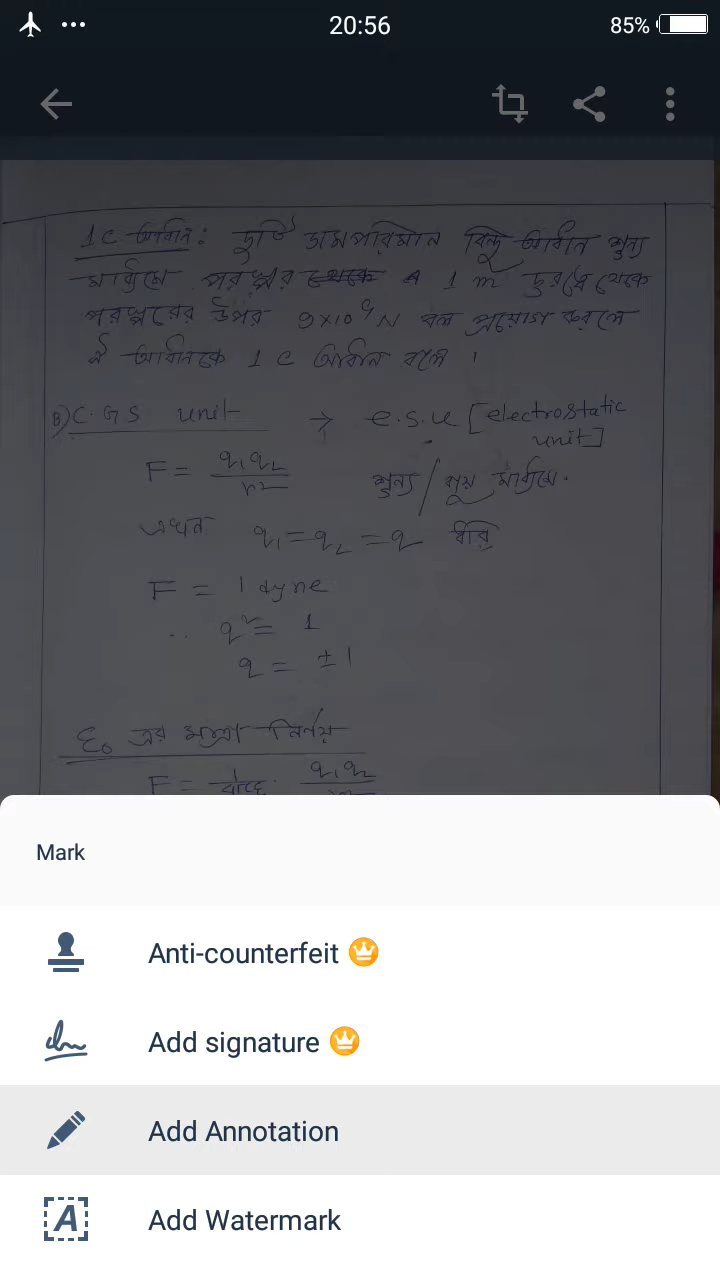 20:56
85%
1C আধান: দুটি সমপরিমান বিন্দু আধান শূন্য
মাধ্যমে পরস্পর থেকে 1 m দূরত্বে থেকে
পরস্পরের উপর 9×10⁹N বল প্রয়োগ করলে
ঐ আধানকে 1 C আধান বলে ।
B) C.G.S unit → e.s.u [electrostatic
unit]
F = q₁q₂/r² শূন্য/বায়ু মাধ্যমে.
এখন q₁ = q₂ = q ধরি
F = 1 dyne
∴ q² = 1
q = ±1
ε₀ এর মাত্রা নির্ণয়
Mark
Anti-counterfeit
Add signature
Add Annotation
A Add Watermark